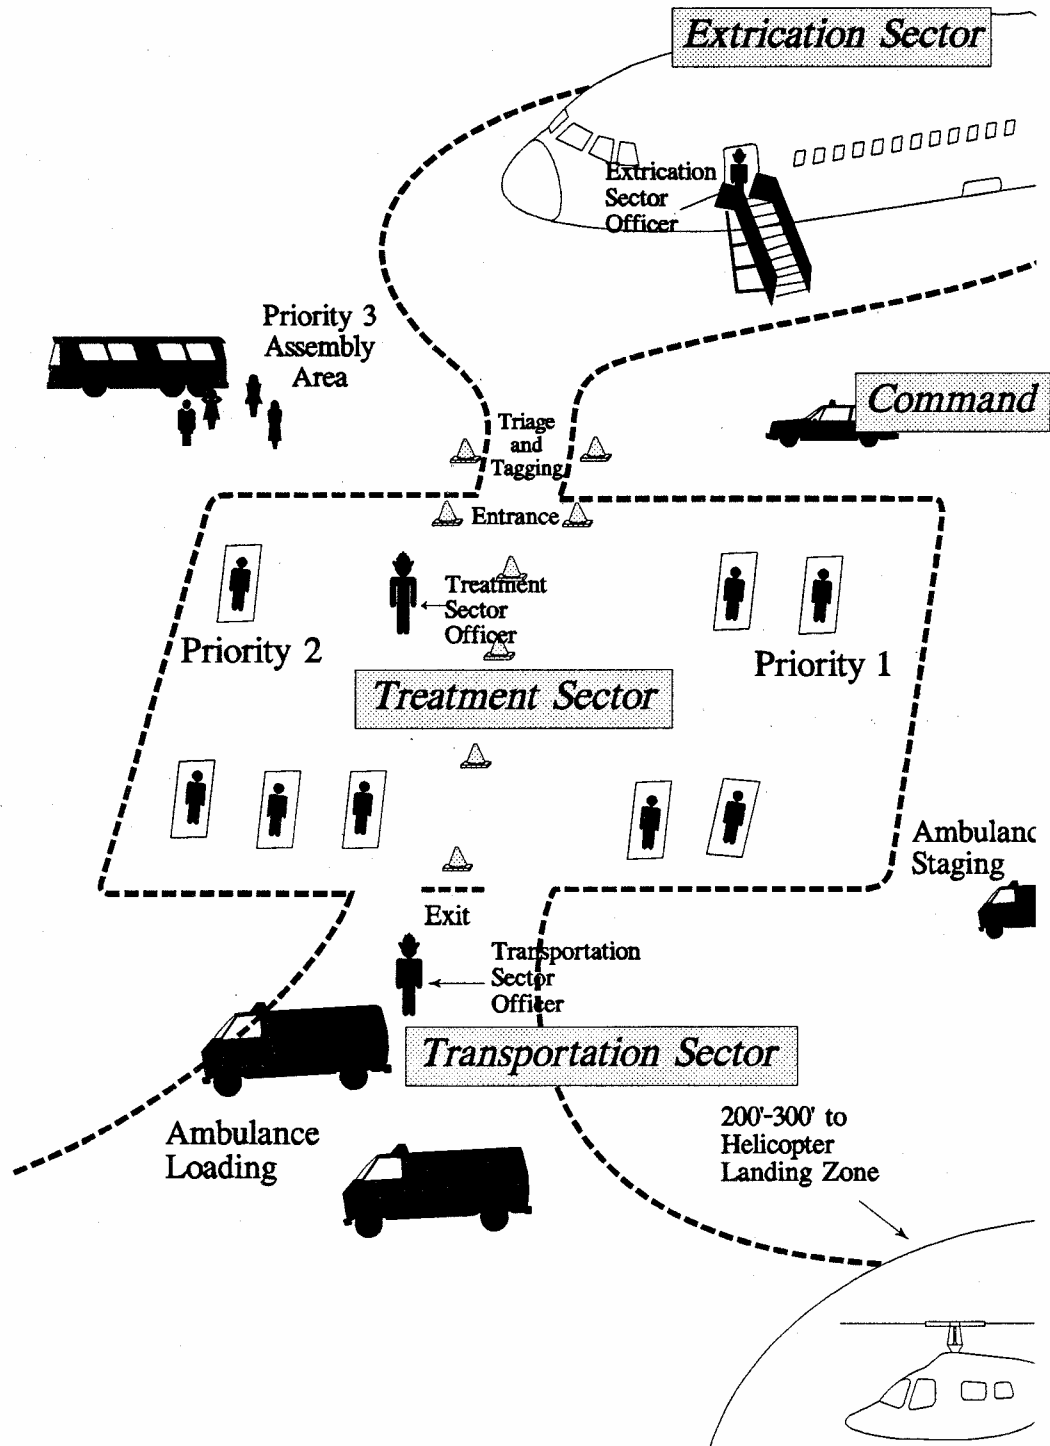 Extrication Sector
Extrication
Sector
Officer
Priority 3
Assembly
Area
Command
Triage
and
Tagging
Entrance
Treatment
Sector
Officer
Priority 2
Priority 1
Treatment Sector
Ambulanc
Staging
Exit
Transportation
Sector
Officer
Transportation Sector
Ambulance
Loading
200'-300' to
Helicopter
Landing Zone